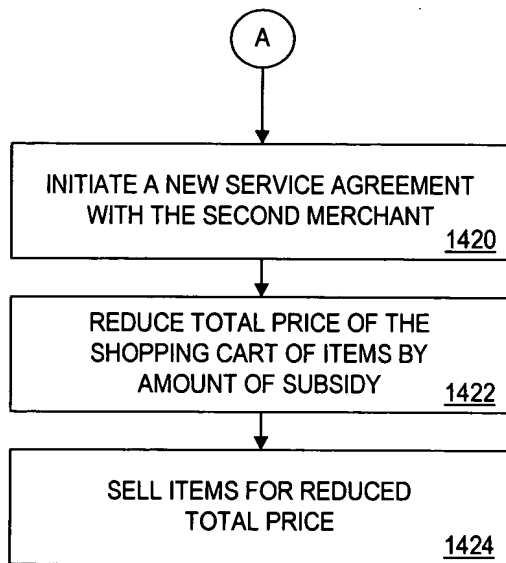 A
INITIATE A NEW SERVICE AGREEMENT
WITH THE SECOND MERCHANT
1420
REDUCE TOTAL PRICE OF THE
SHOPPING CART OF ITEMS BY
AMOUNT OF SUBSIDY
1422
SELL ITEMS FOR REDUCED
TOTAL PRICE
1424